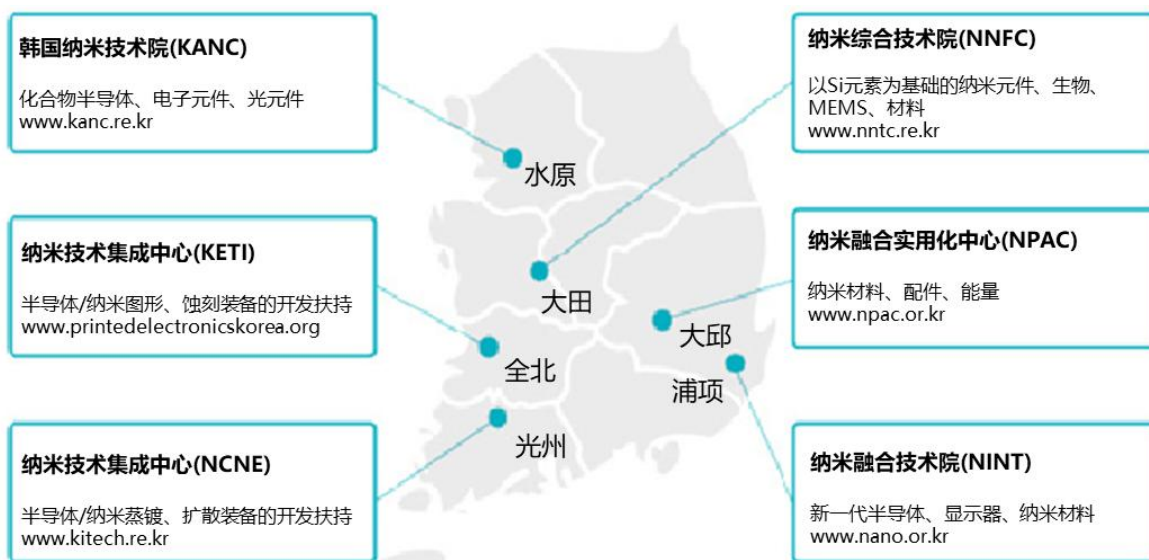 韩国纳米技术院(KANC)
化合物半导体、电子元件、光元件
www.kanc.re.kr
纳米综合技术院(NNFC)
以Si元素为基础的纳米元件、生物、
MEMS、材料
www.nntc.re.kr
水原
纳米技术集成中心(KETI)
半导体/纳米图形、蚀刻装备的开发扶持
www.printedelectronicskorea.org
纳米融合实用化中心(NPAC)
纳米材料、配件、能量
www.npac.or.kr
大田
大邱
全北
浦项
光州
纳米技术集成中心(NCNE)
半导体/纳米蒸镀、扩散装备的开发扶持
www.kitech.re.kr
纳米融合技术院(NINT)
新一代半导体、显示器、纳米材料
www.nano.or.kr